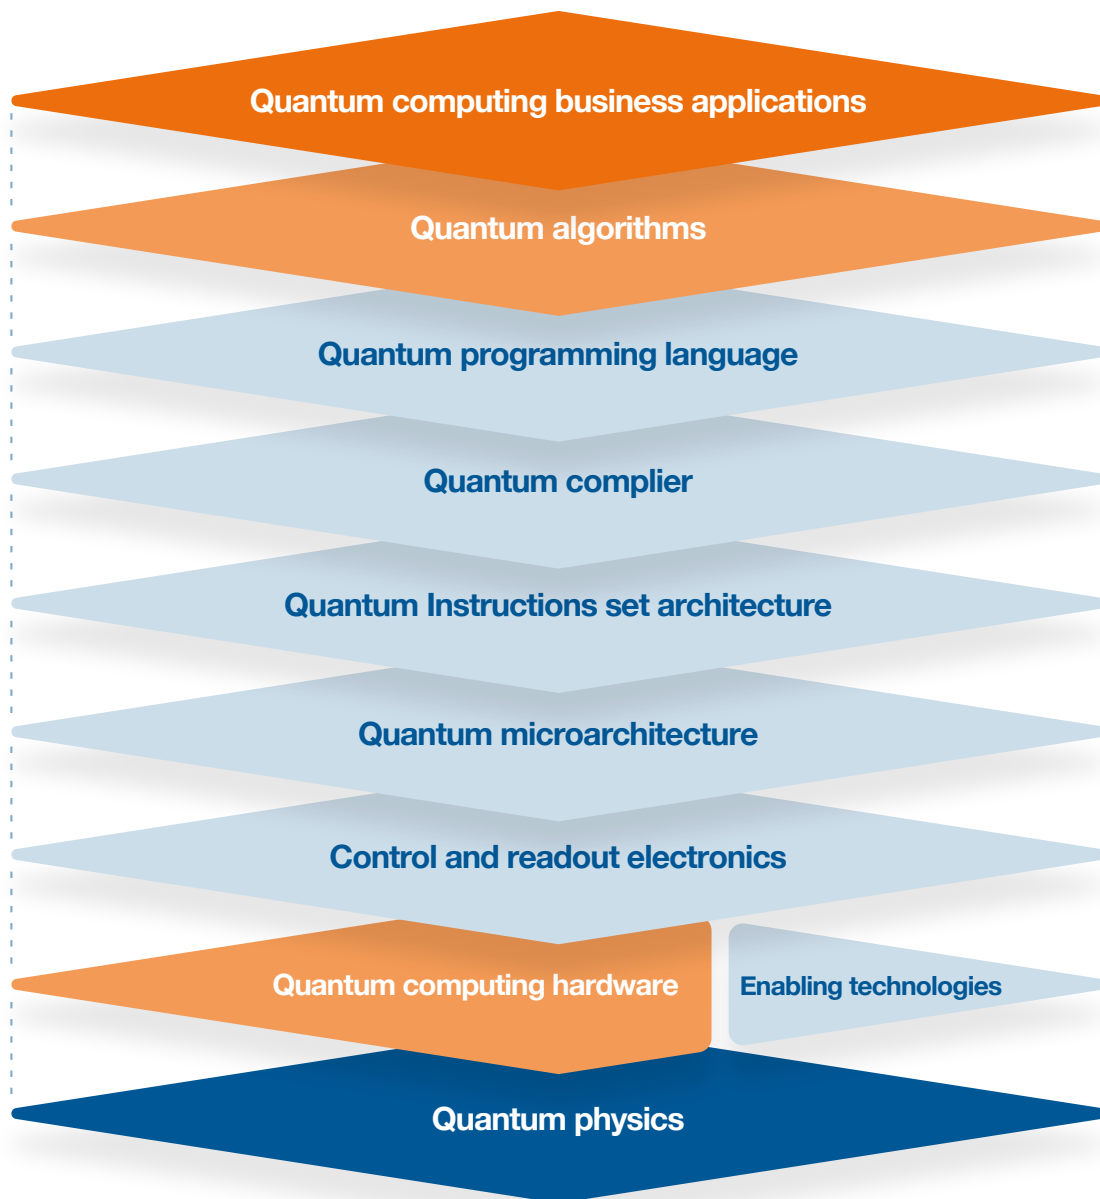 Quantum computing business applications
Quantum algorithms
Quantum programming language
Quantum complier
Quantum Instructions set architecture
Quantum microarchitecture
Control and readout electronics
Quantum computing hardware
Enabling technologies
Quantum physics